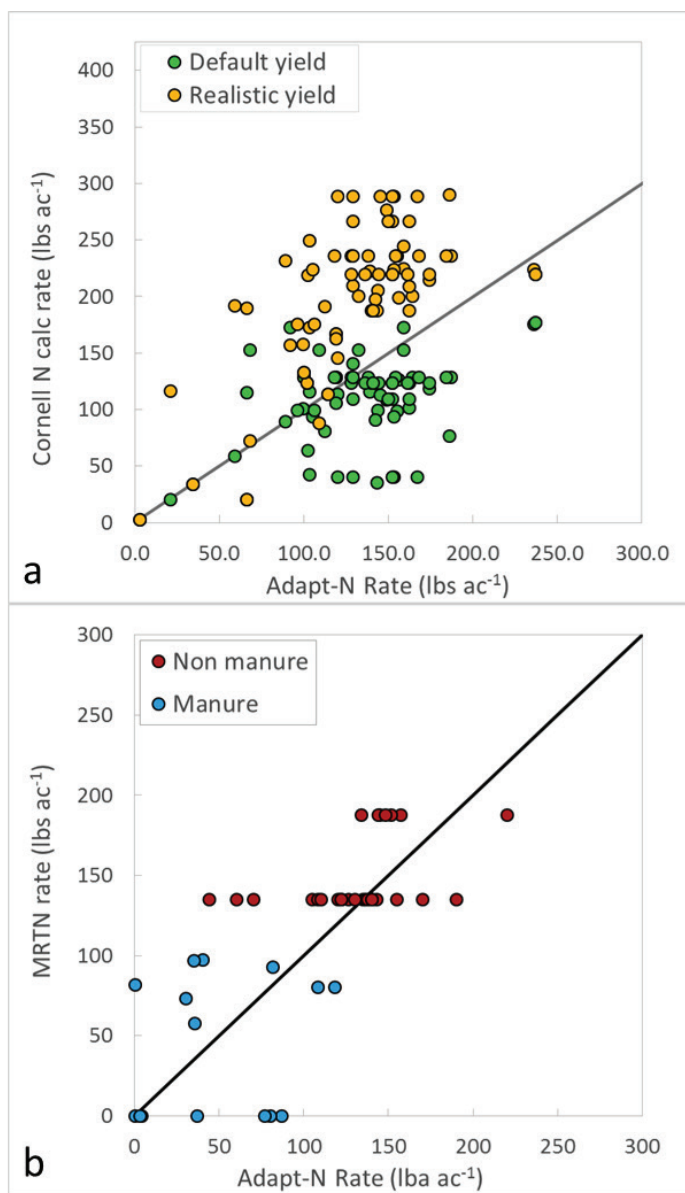 Default yield
Realistic yield
400
350
300
250
200
150
100
50
0
Cornell N calc rate (lbs ac⁻¹)
0.0 50.0 100.0 150.0 200.0 250.0 300.0
Adapt-N Rate (lbs ac⁻¹)
a
Non manure
Manure
300
250
200
150
100
50
0
MRTN rate (lbs ac⁻¹)
0 50 100 150 200 250 300
Adapt-N Rate (lba ac⁻¹)
b